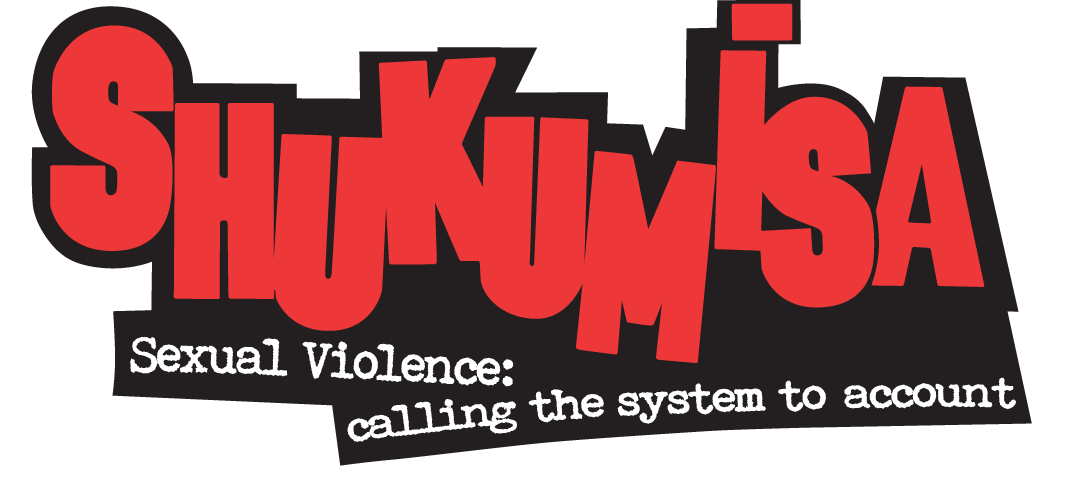 SHUKUMiSA
Sexual Violence:
calling the system to account